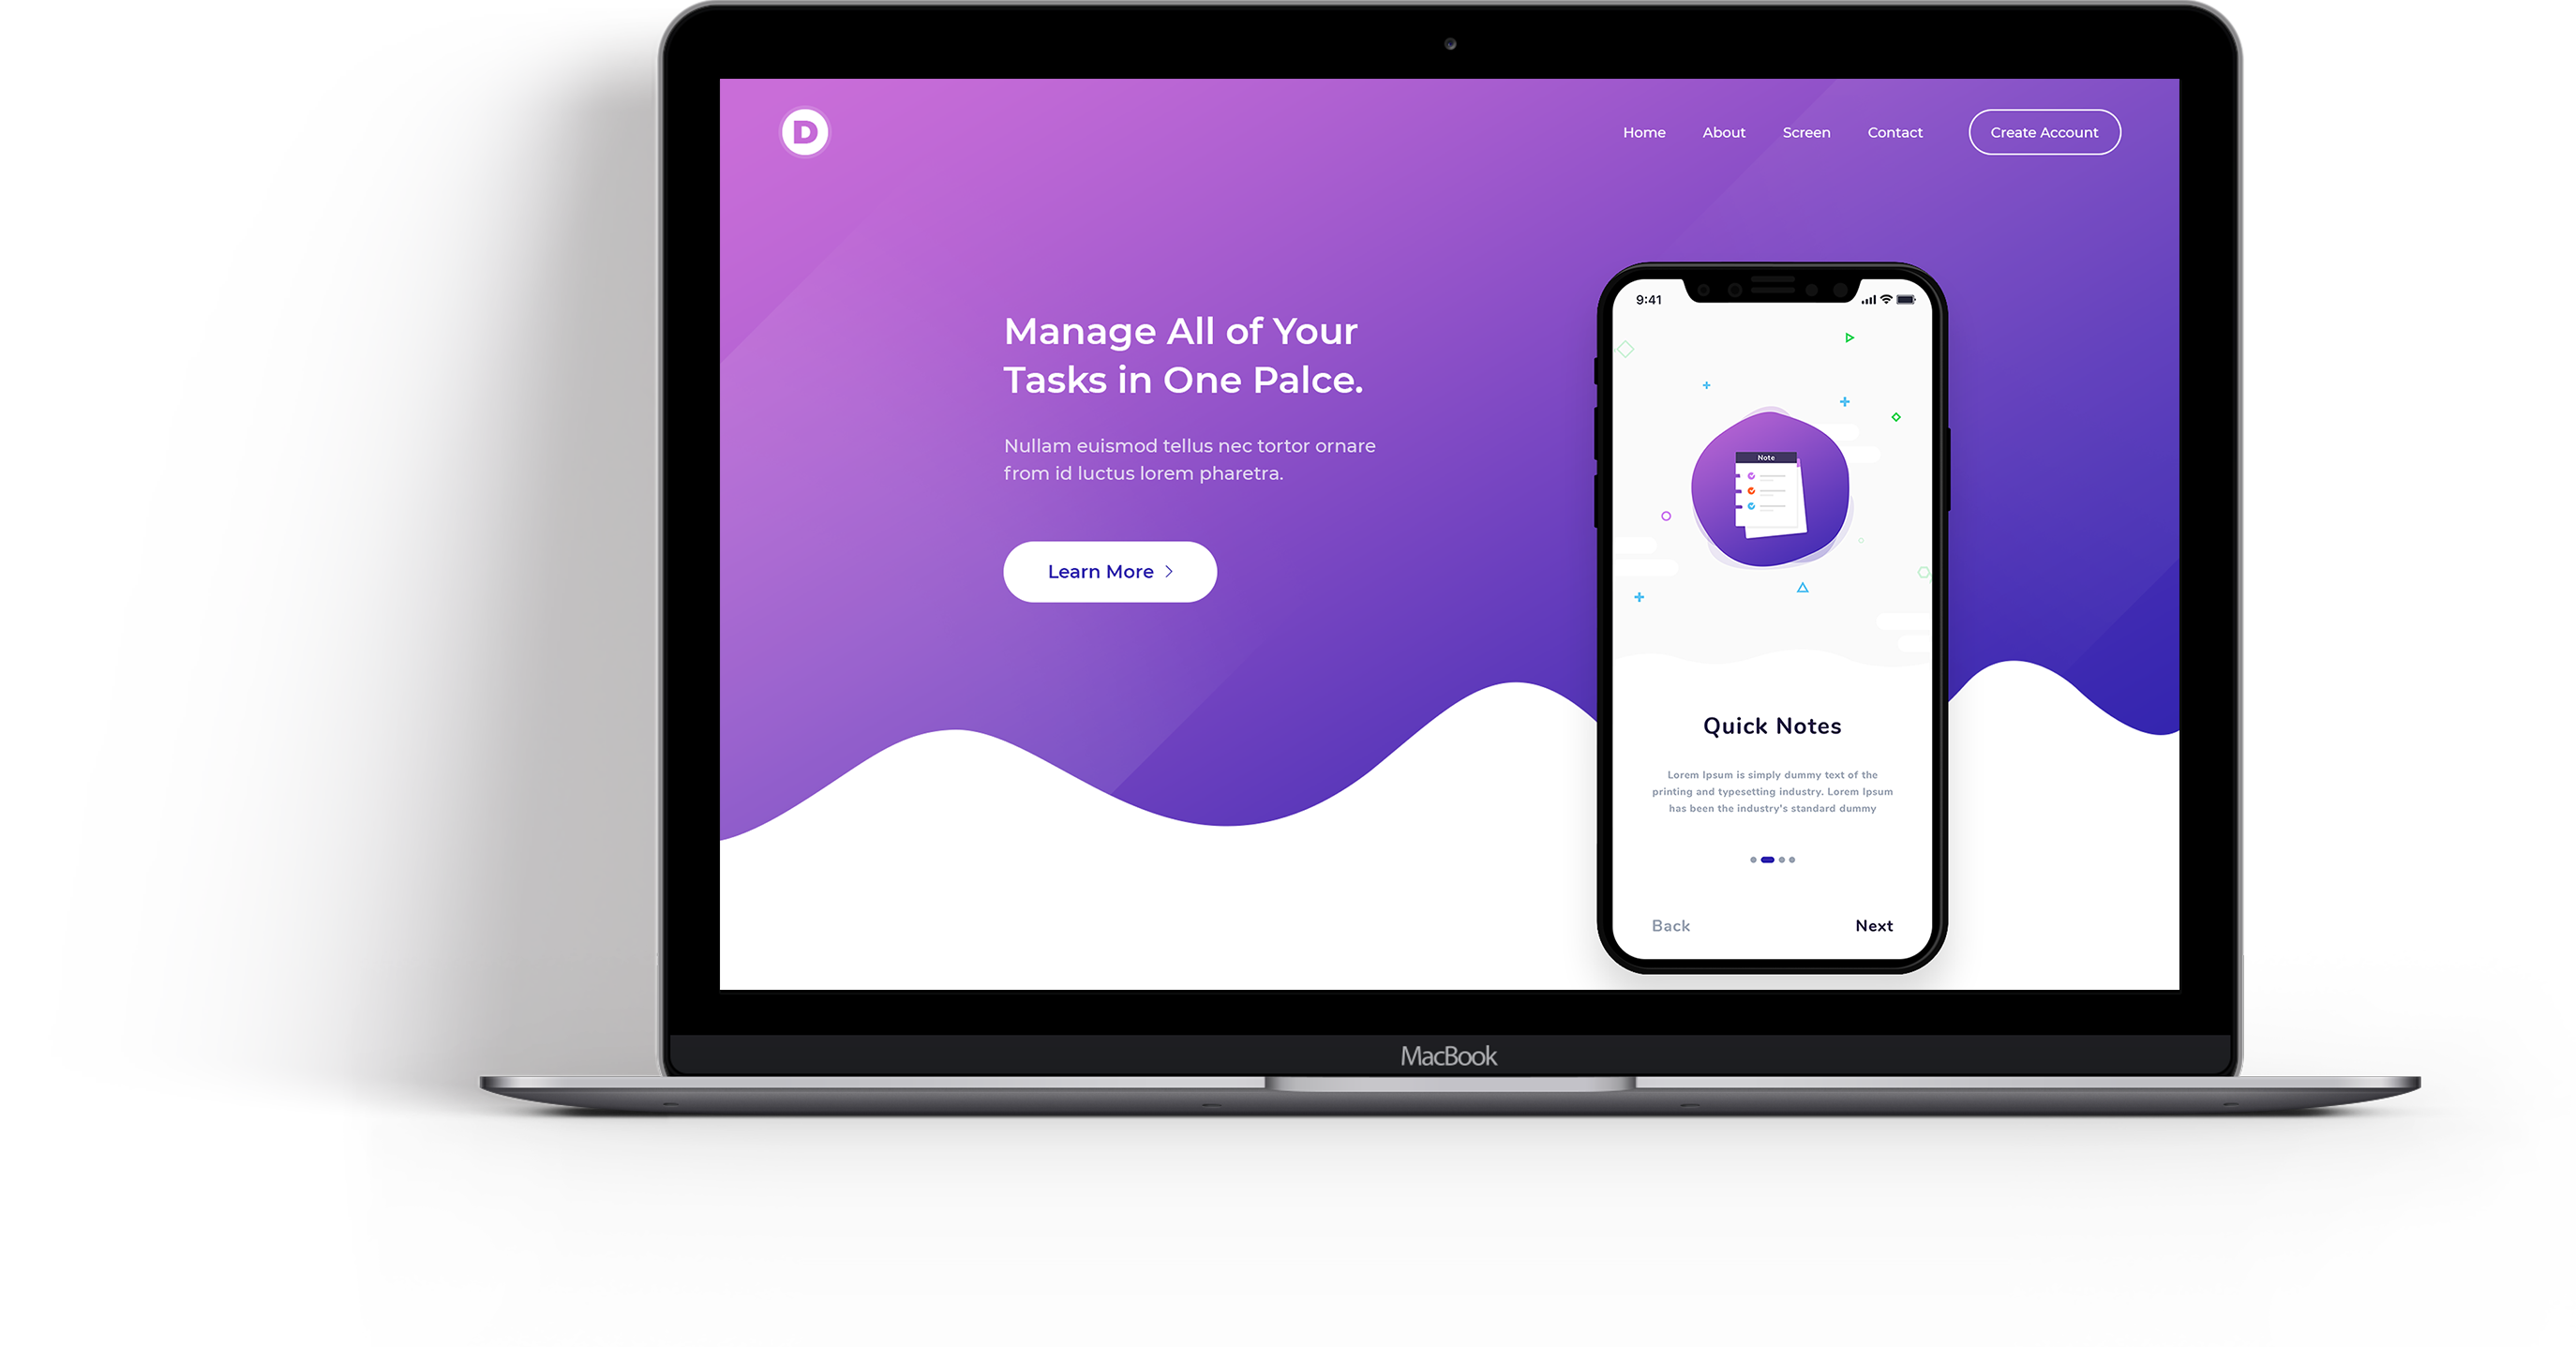 D
Home About Screen Contact Create Account
Manage All of Your
Tasks in One Palce.
Nullam euismod tellus nec tortor ornare
from id luctus lorem pharetra.
Learn More
9:41
Note
Quick Notes
Lorem Ipsum is simply dummy text of the
printing and typesetting industry. Lorem Ipsum
has been the industry's standard dummy
Back Next
MacBook